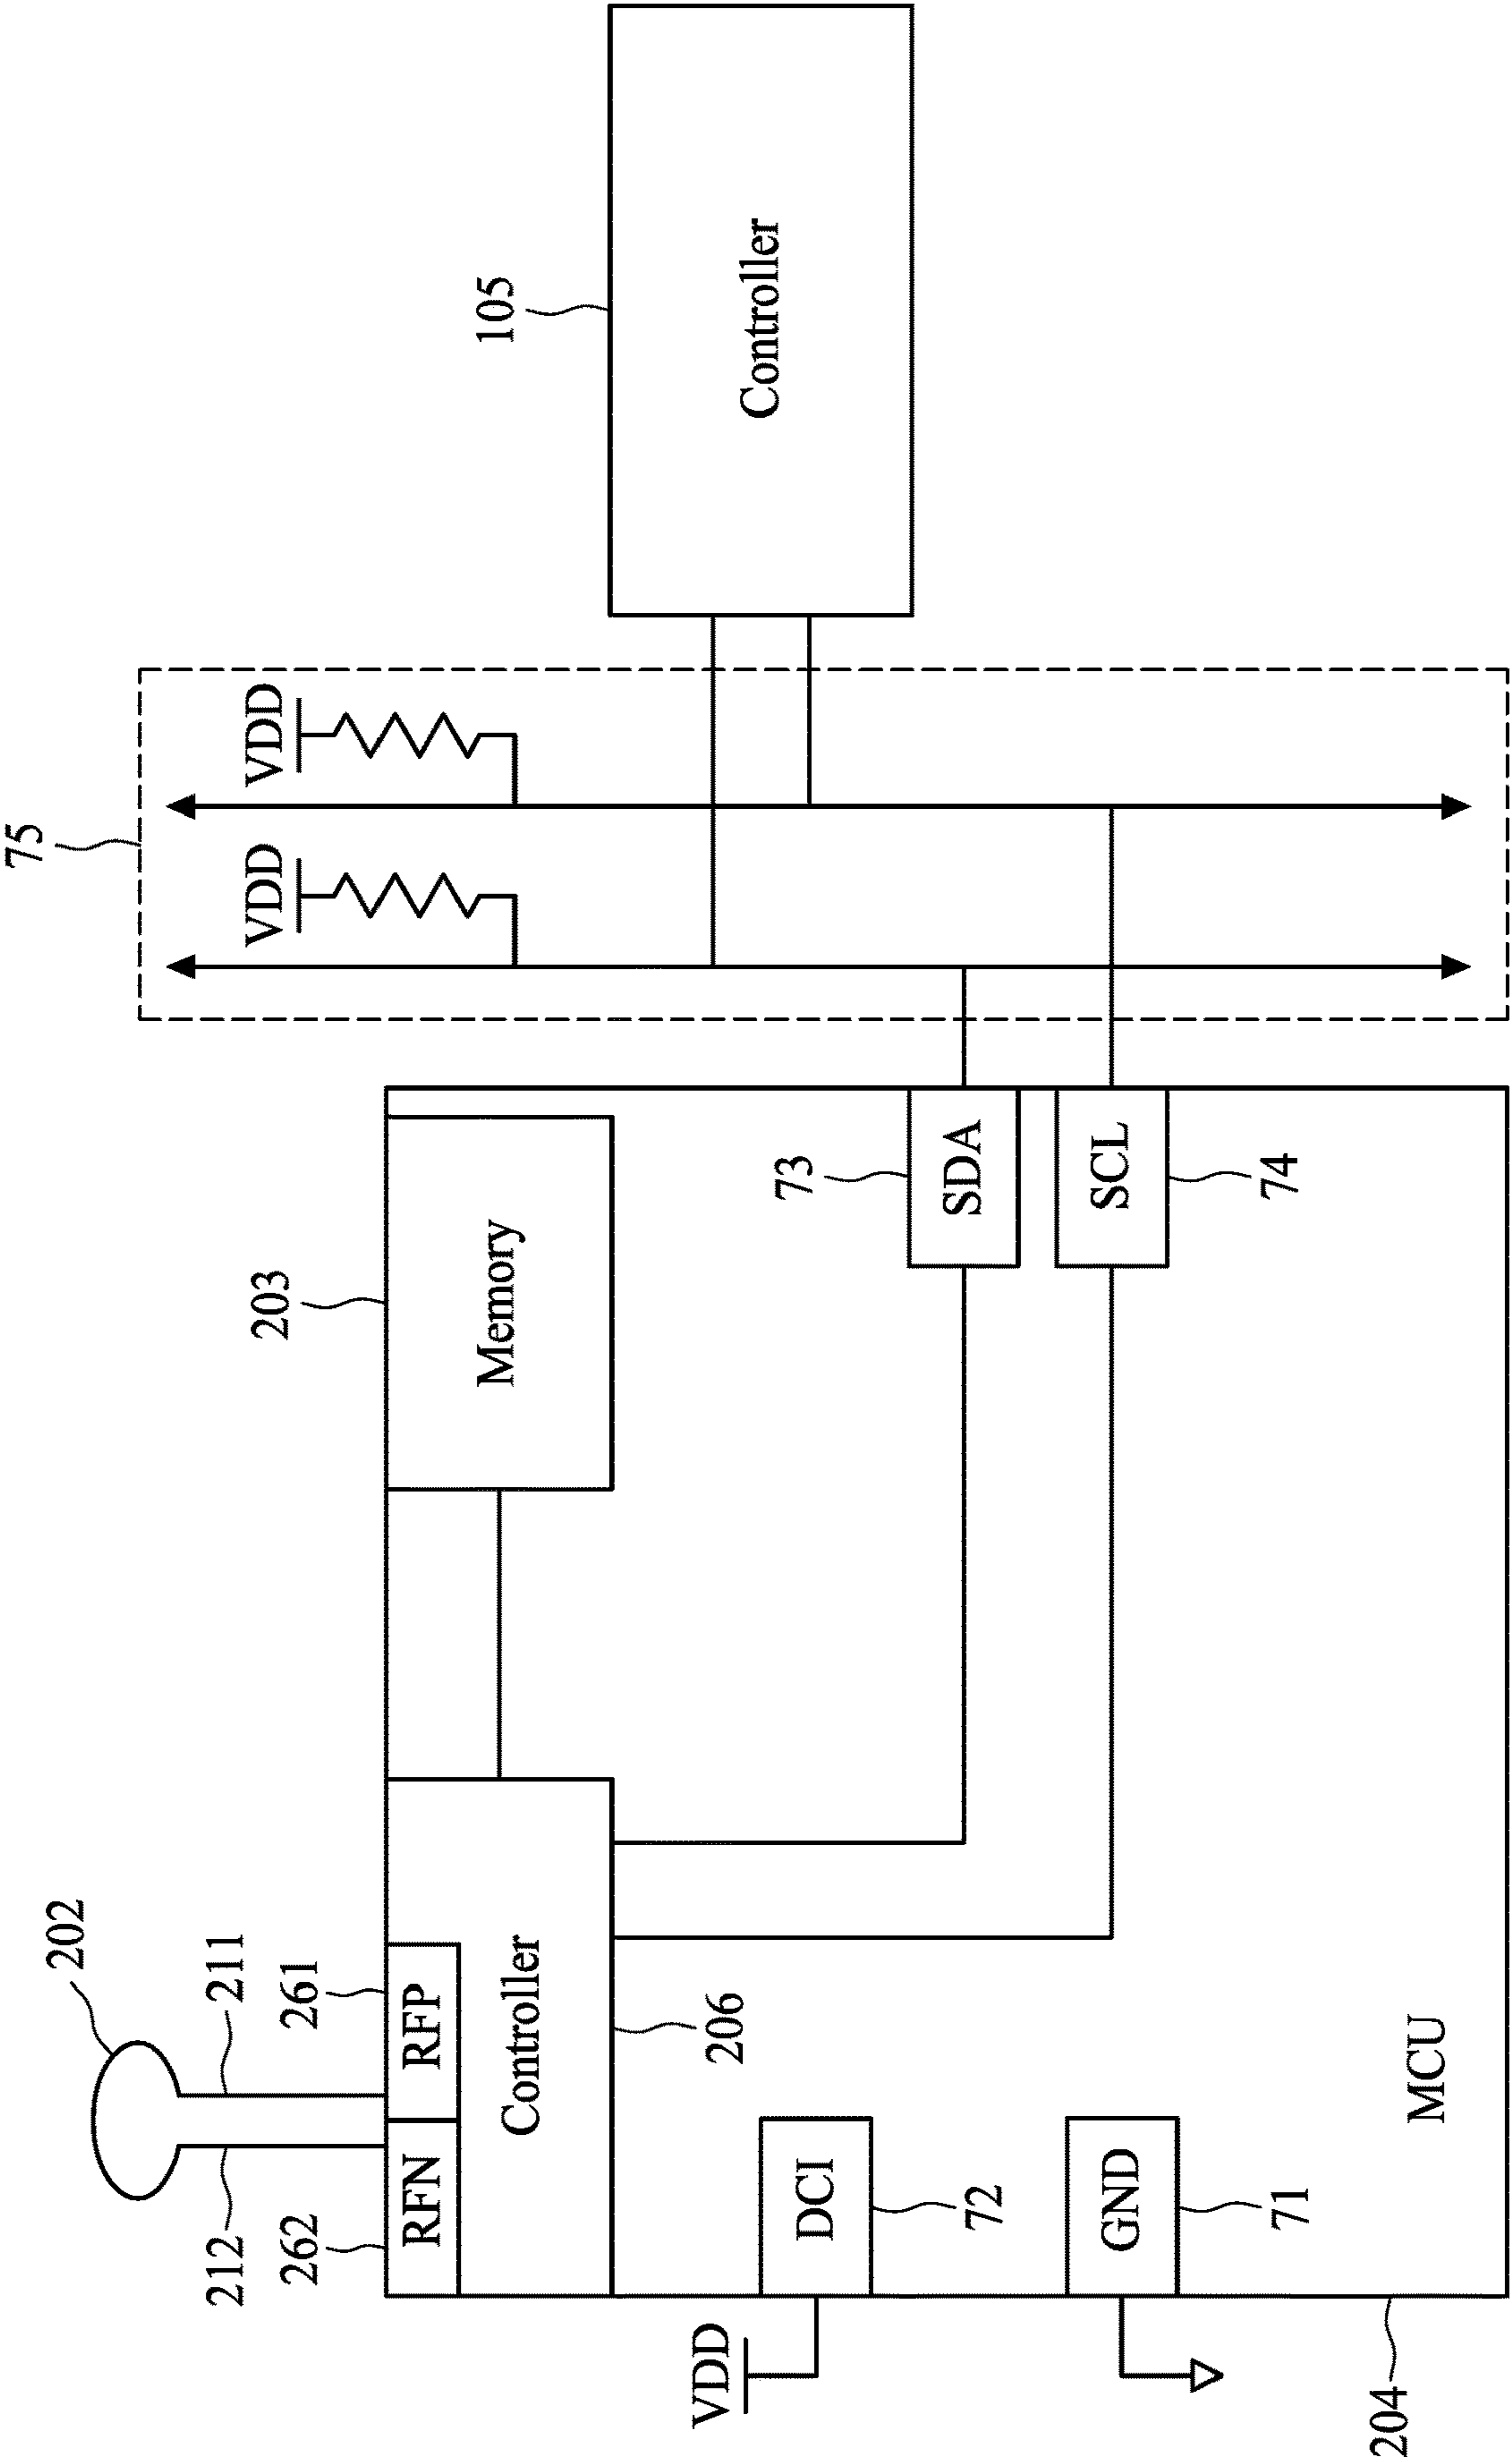 202
212
211
262
261
203
75
RFN
RFP
VDD
VDD
Controller
Memory
105
206
VDD
DCI
72
73
SDA
Controller
GND
71
SCL
74
MCU
204